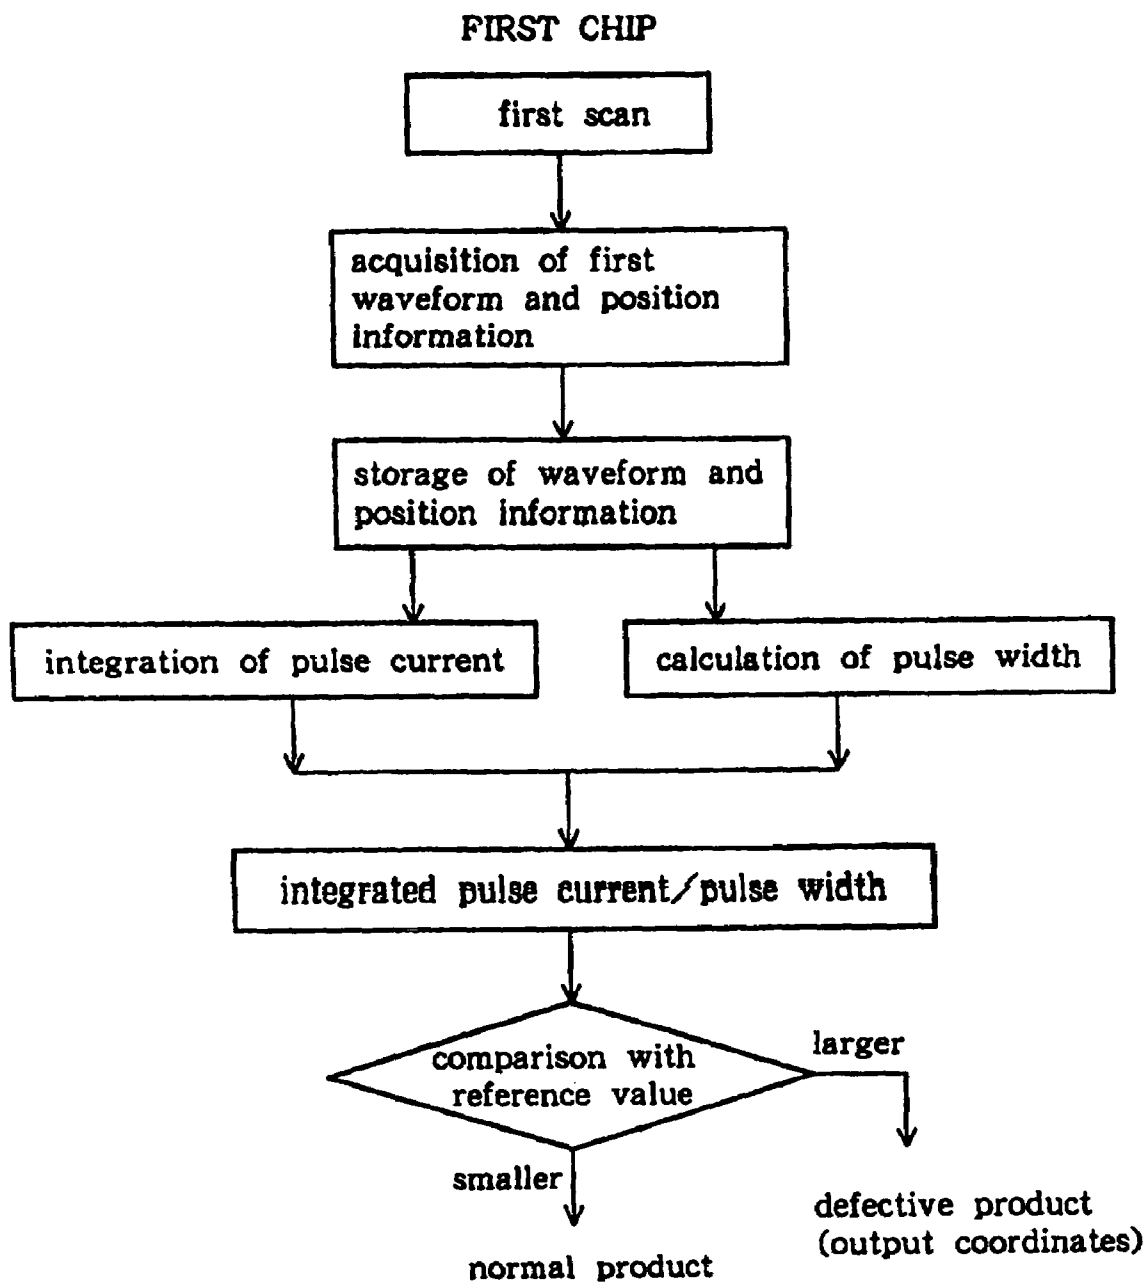 FIRST CHIP
first scan
acquisition of first
waveform and position
information
storage of waveform and
position information
integration of pulse current
calculation of pulse width
integrated pulse current/pulse width
comparison with
reference value
larger
smaller
defective product
(output coordinates)
normal product